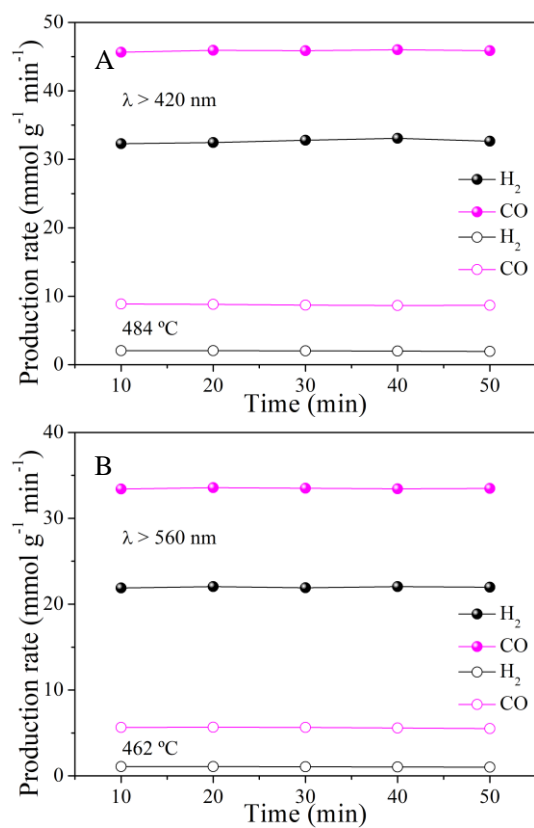 A
λ > 420 nm
484 ºC
H2
CO
H2
CO
50
40
30
20
10
0
10 20 30 40 50
Time (min)
Production rate (mmol g-1 min-1)
B
λ > 560 nm
462 ºC
H2
CO
H2
CO
40
30
20
10
0
10 20 30 40 50
Time (min)
Production rate (mmol g-1 min-1)